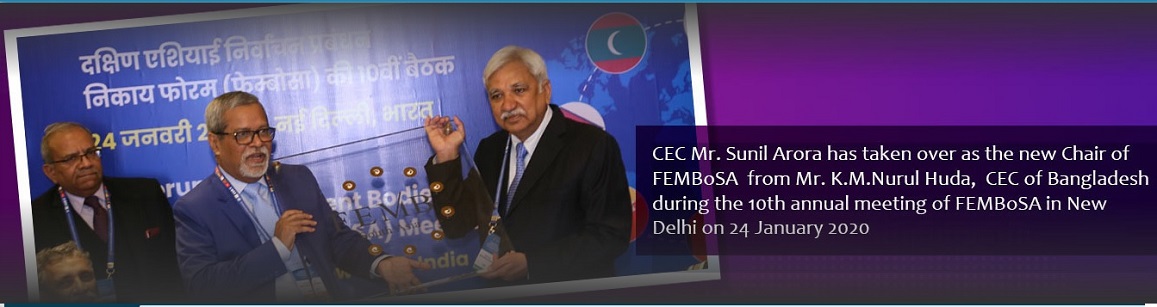 दक्षिण एशियाई निर्वाचन प्रबंधन
निकाय फोरम (फेम्बोसा) की 10वीं बैठक
24 जनवरी नई दिल्ली, भारत
Meet
India
CEC Mr. Sunil Arora has taken over as the new Chair of
FEMBoSA from Mr. K.M.Nurul Huda, CEC of Bangladesh
during the 10th annual meeting of FEMBoSA in New
Delhi on 24 January 2020